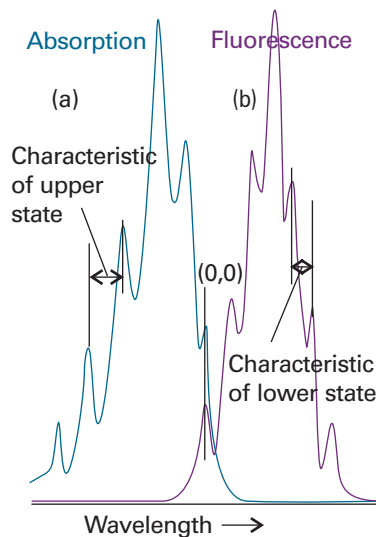 Absorption
Fluorescence
(a)
(b)
Characteristic
of upper
state
(0,0)
Characteristic
of lower state
Wavelength